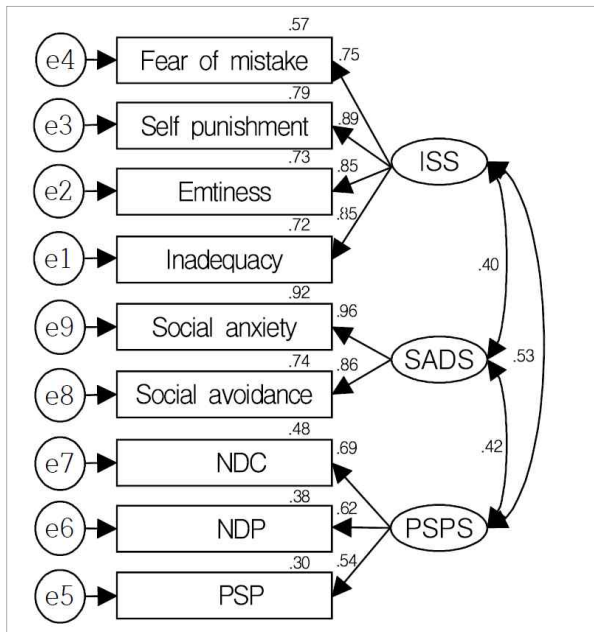 .57
e4 Fear of mistake .75
.79
e3 Self punishment .89
ISS
.73
e2 Emtiness .85
.72 .85
e1 Inadequacy
.40
.92
e9 Social anxiety .96
SADS .53
.74 .86
e8 Social avoidance
.42
.48
e7 NDC .69
.38
e6 NDP .62
PSPS
.30 .54
e5 PSP